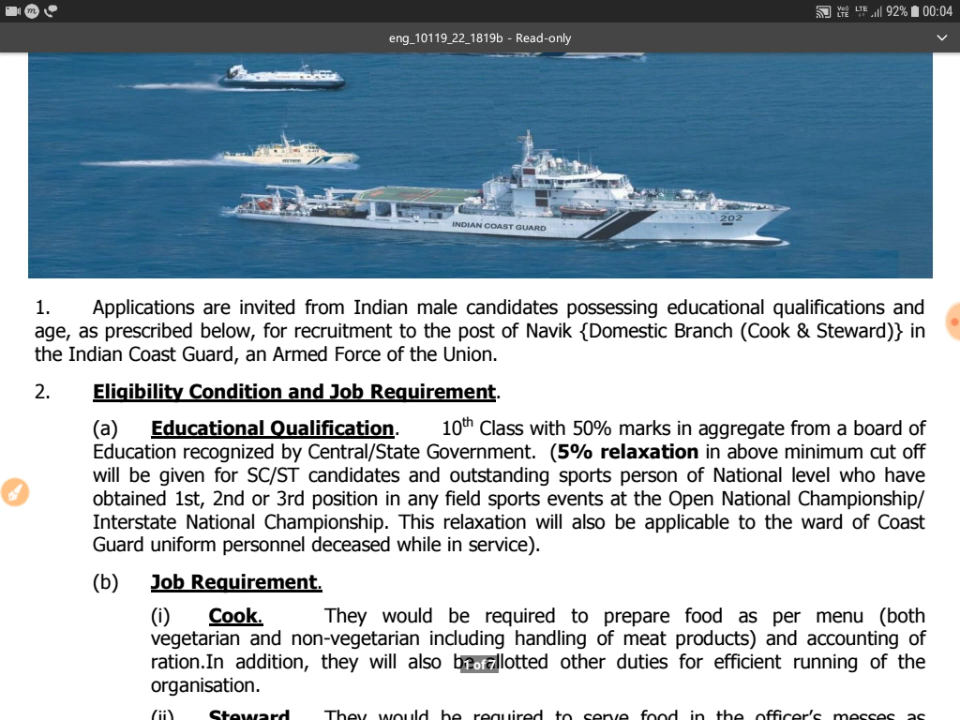 92% 00:04
eng_10119_22_1819b - Read-only
INDIAN COAST GUARD
202
1. Applications are invited from Indian male candidates possessing educational qualifications and
age, as prescribed below, for recruitment to the post of Navik {Domestic Branch (Cook & Steward)} in
the Indian Coast Guard, an Armed Force of the Union.
2. Eligibility Condition and Job Requirement.
(a) Educational Qualification. 10th Class with 50% marks in aggregate from a board of
Education recognized by Central/State Government. (5% relaxation in above minimum cut off
will be given for SC/ST candidates and outstanding sports person of National level who have
obtained 1st, 2nd or 3rd position in any field sports events at the Open National Championship/
Interstate National Championship. This relaxation will also be applicable to the ward of Coast
Guard uniform personnel deceased while in service).
(b) Job Requirement.
(i) Cook. They would be required to prepare food as per menu (both
vegetarian and non-vegetarian including handling of meat products) and accounting of
ration.In addition, they will also be allotted other duties for efficient running of the
1 of 7
organisation.
(ii) Steward. They would be required to serve food in the officer's messes as